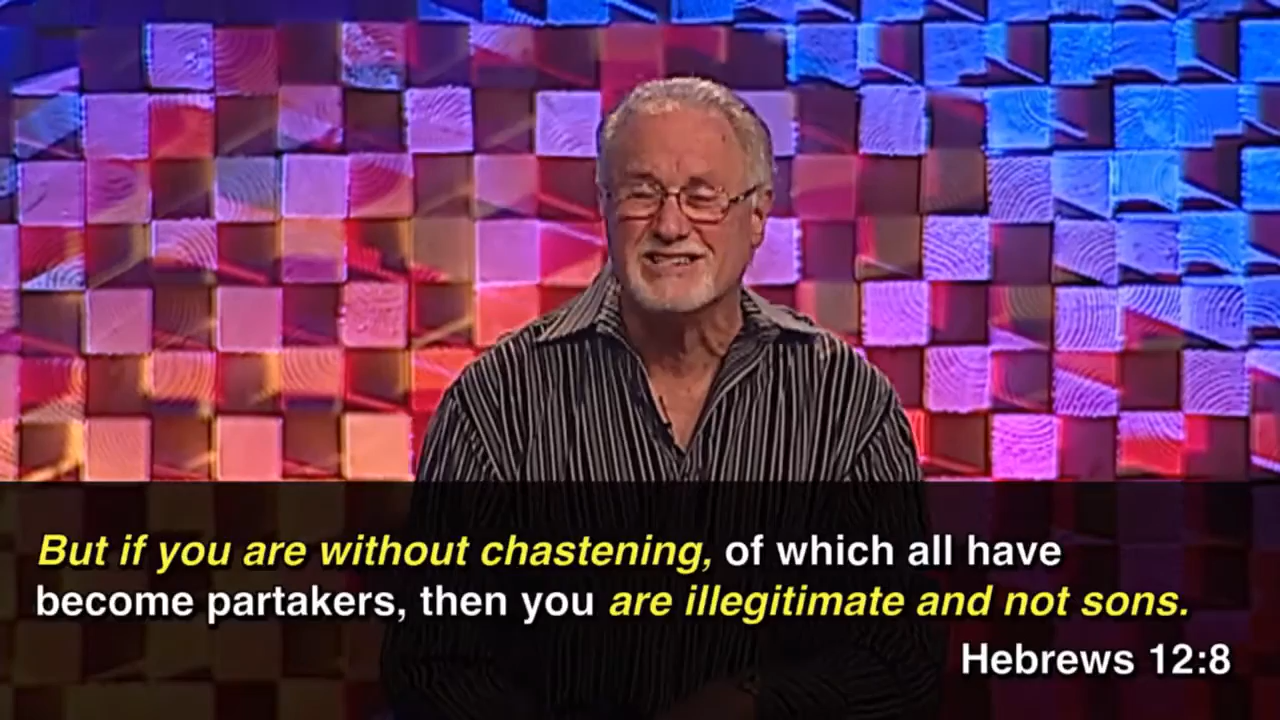 But if you are without chastening, of which all have
become partakers, then you are illegitimate and not sons.
Hebrews 12:8